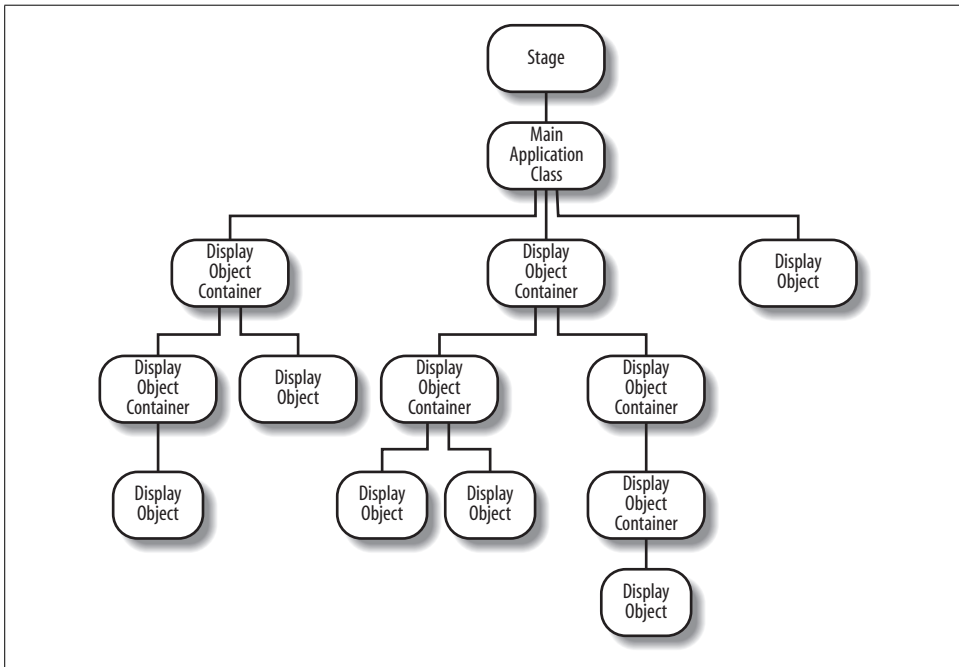 Stage
Main
Application
Class
Display
Object
Container
Display
Object
Container
Display
Object
Display
Object
Container
Display
Object
Display
Object
Container
Display
Object
Container
Display
Object
Display
Object
Display
Object
Display
Object
Container
Display
Object